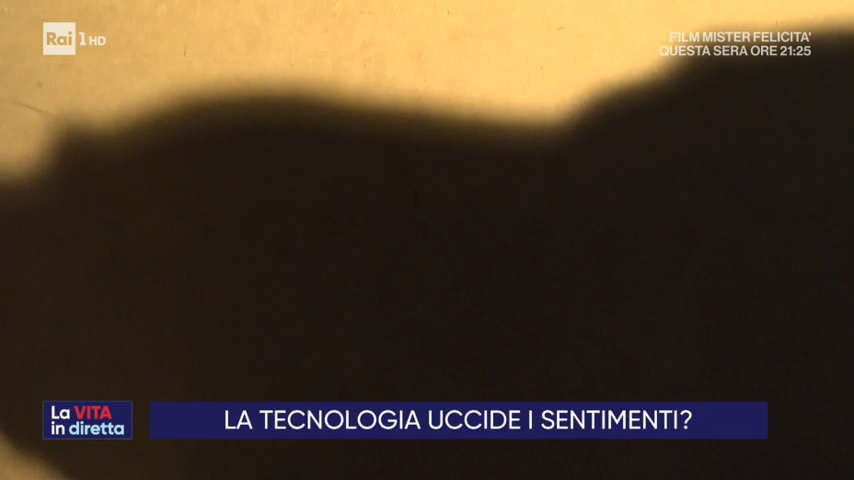 Rai 1 HD
FILM MISTER FELICITA'
QUESTA SERA ORE 21:25
La VITA
in diretta
LA TECNOLOGIA UCCIDE I SENTIMENTI?